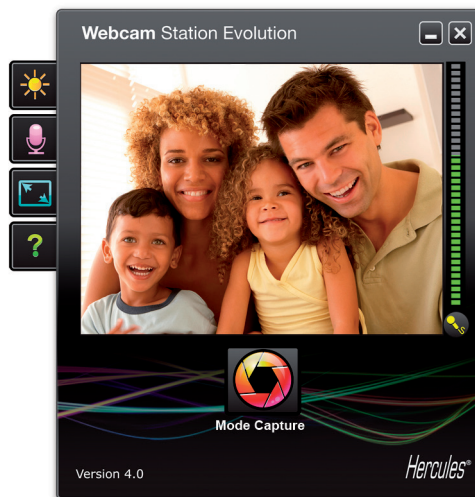 Webcam Station Evolution
?
Mode Capture
Version 4.0
Hercules®